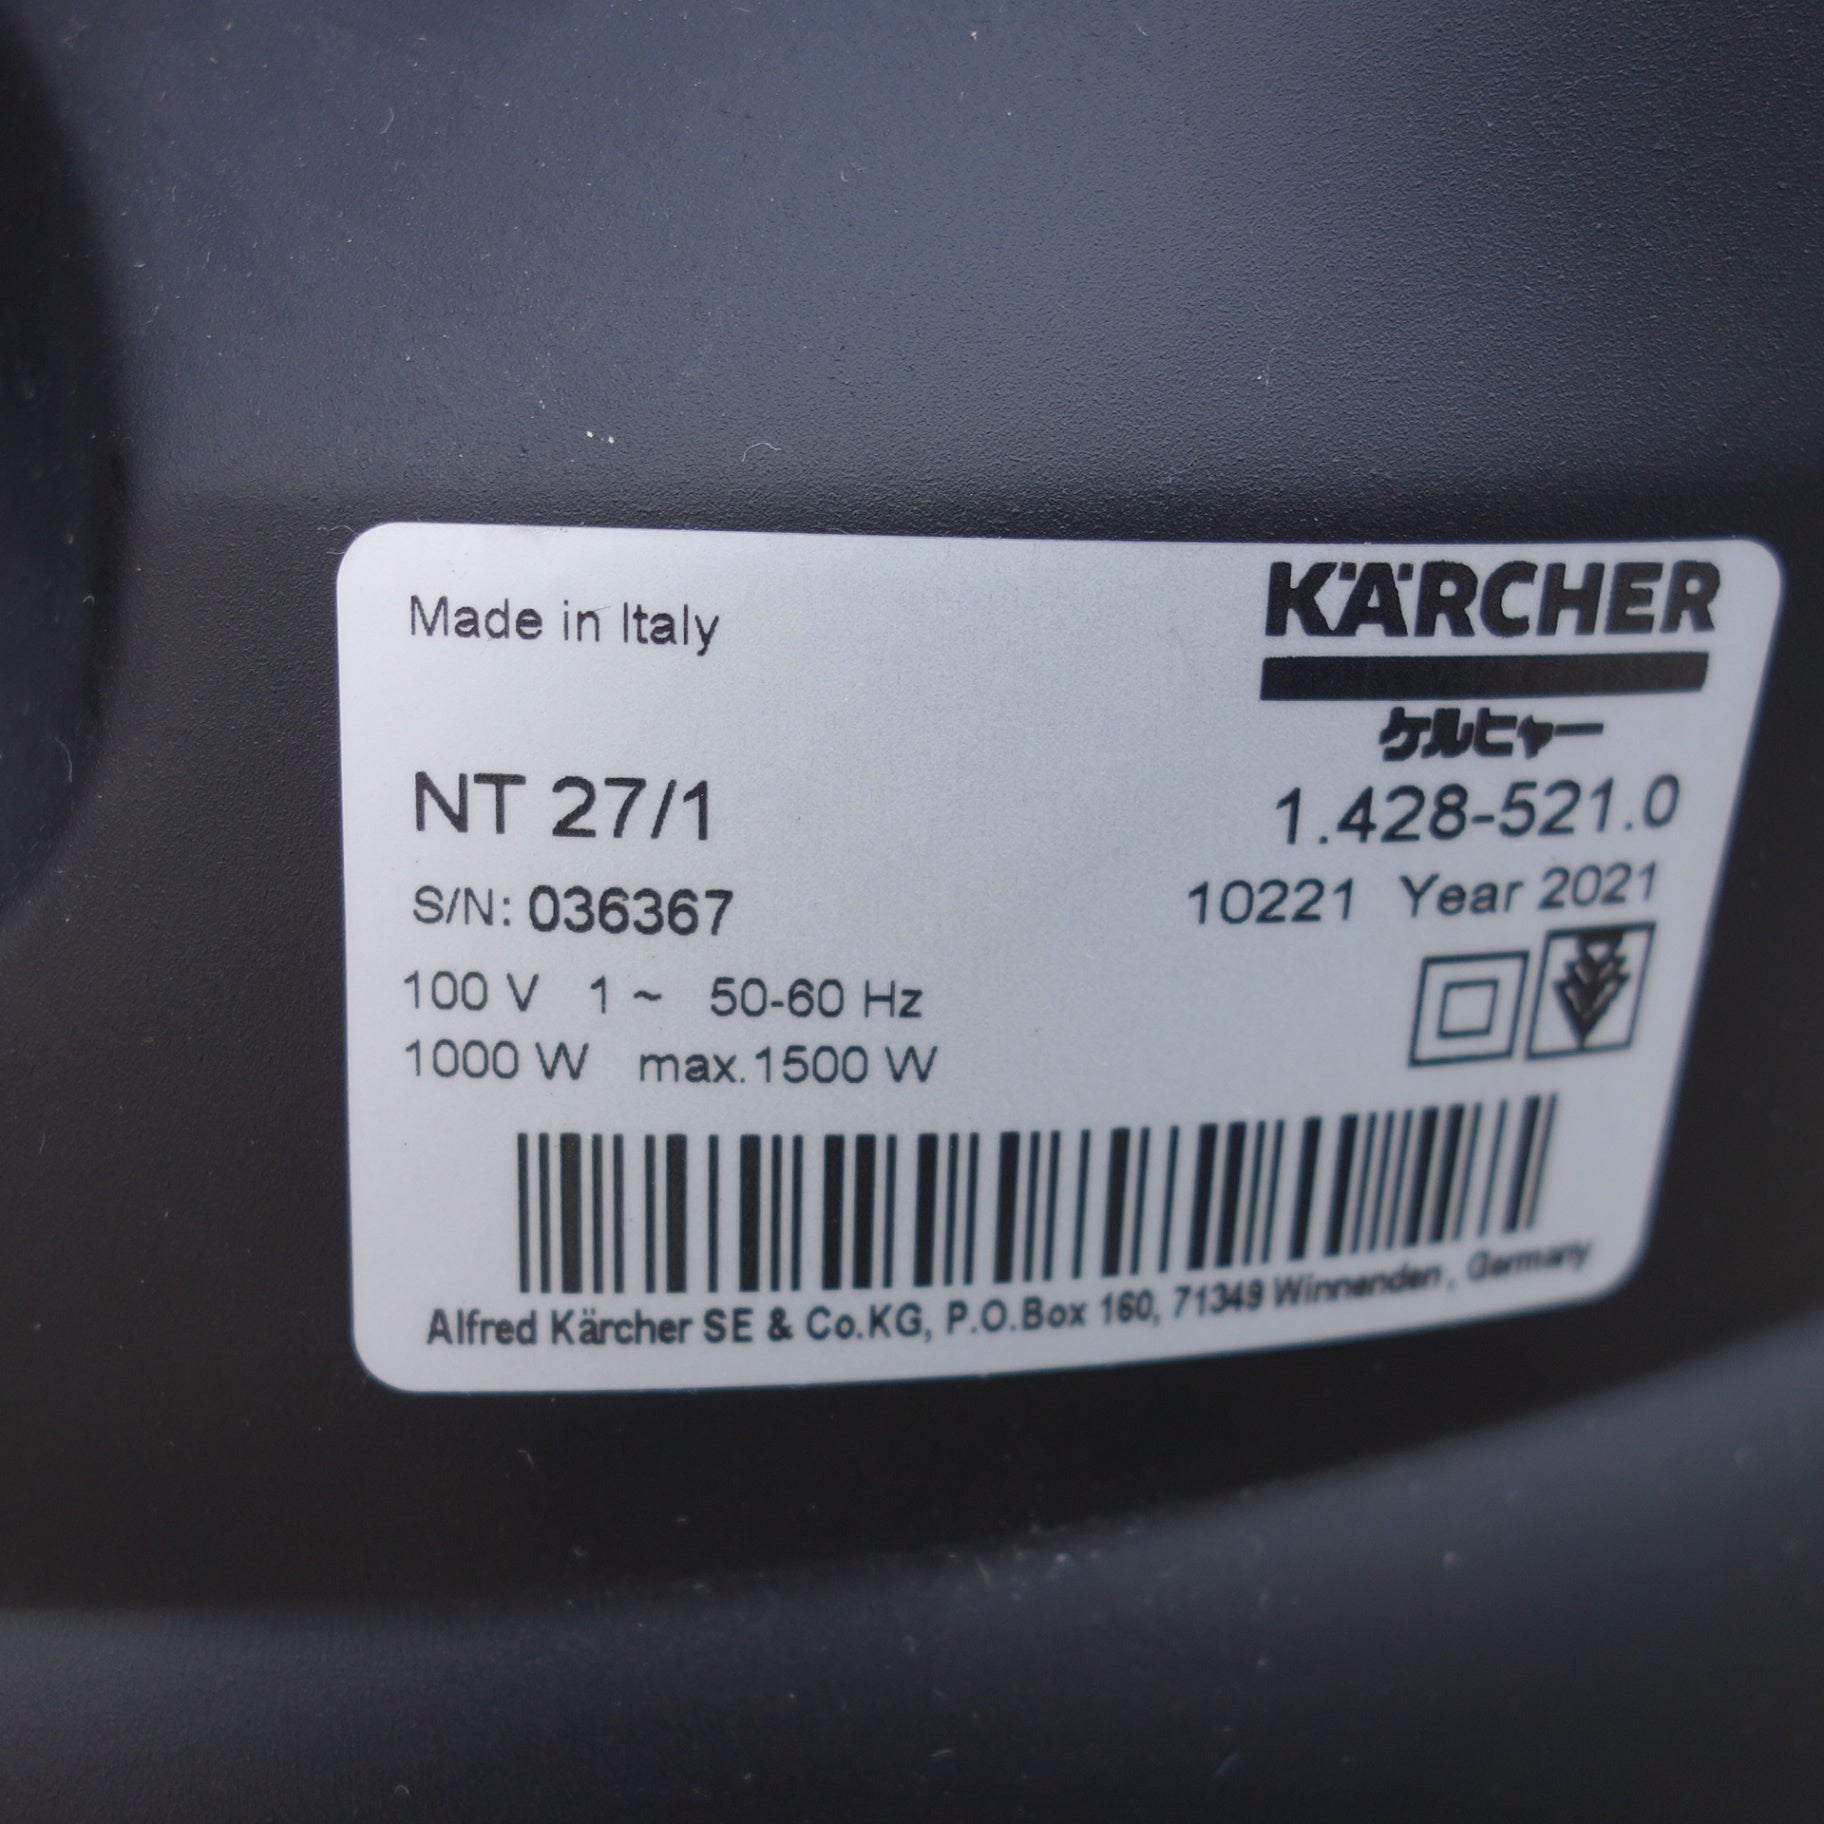 Made in Italy
KÄRCHER
ケルヒャー
NT 27/1
1.428-521.0
S/N: 036367
10221 Year 2021
100 V 1 ~ 50-60 Hz
1000 W max.1500 W
Alfred Kärcher SE & Co.KG, P.O.Box 160, 71349 Winnenden, Germany